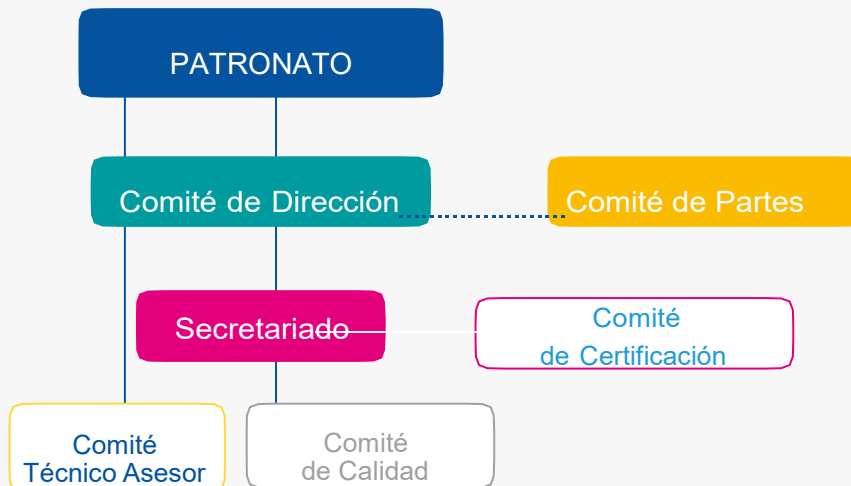 PATRONATO
Comité de Dirección
Comité de Partes
Secretariado
Comité
de Certificación
Comité
Técnico Asesor
Comité
de Calidad